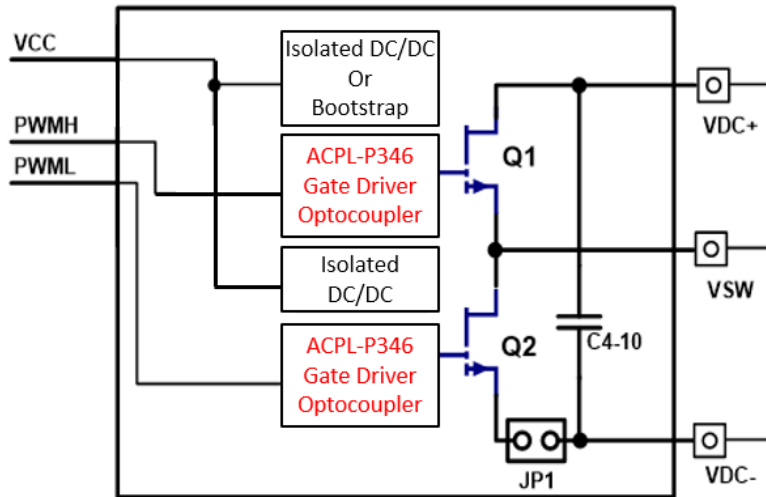 VCC
PWMH
PWML
Isolated DC/DC
Or
Bootstrap
ACPL-P346
Gate Driver
Optocoupler
Isolated
DC/DC
ACPL-P346
Gate Driver
Optocoupler
Q1
Q2
C4-10
JP1
VDC+
VSW
VDC-